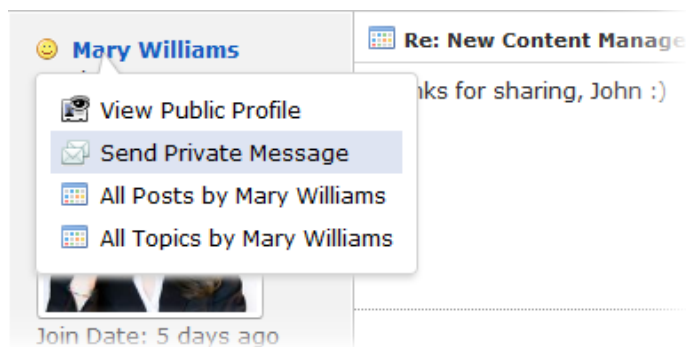 Mary Williams
Re: New Content Manage
nks for sharing, John :)
View Public Profile
Send Private Message
All Posts by Mary Williams
All Topics by Mary Williams
Join Date: 5 days ago